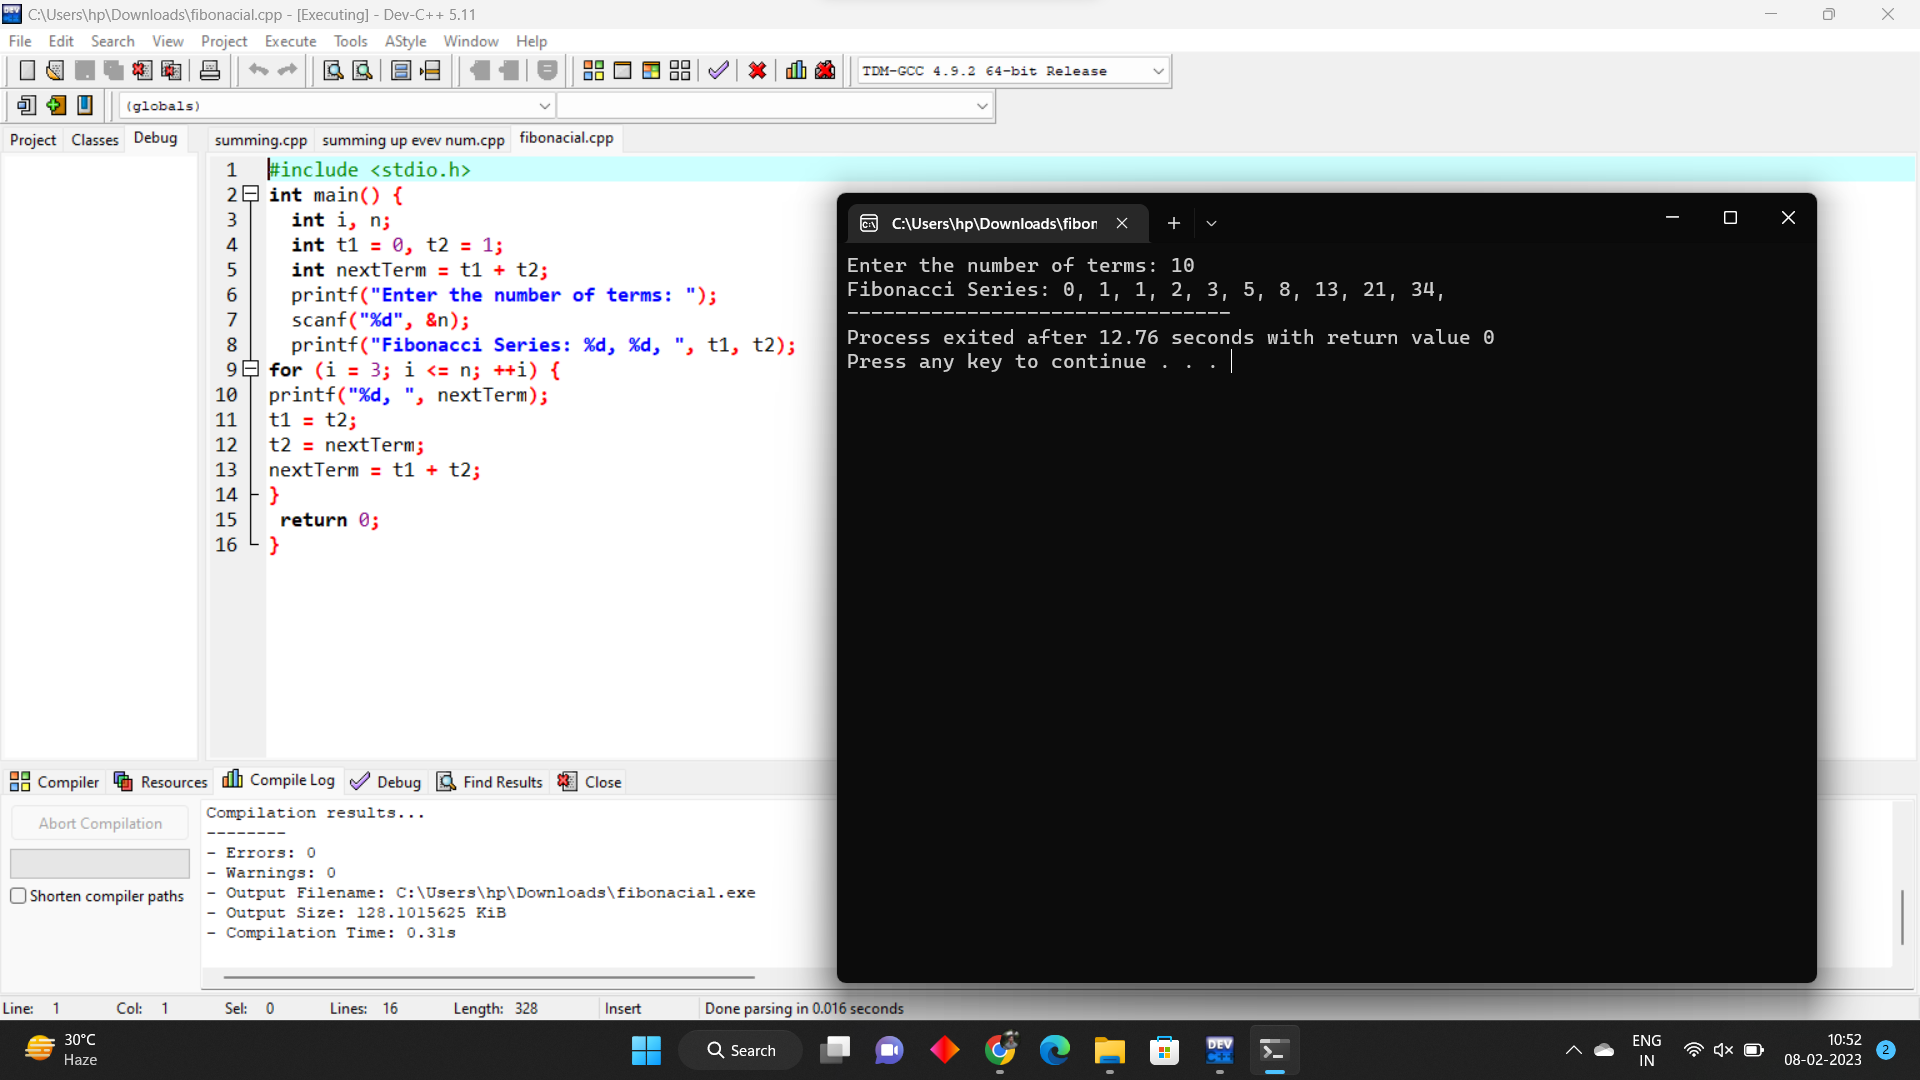 C:\Users\hp\Downloads\fibonacial.cpp - [Executing] - Dev-C++ 5.11
File Edit Search View Project Execute Tools AStyle Window Help
TDM-GCC 4.9.2 64-bit Release
(globals)
Project Classes Debug
summing.cpp summing up evev num.cpp fibonacial.cpp
1 #include <stdio.h>
2 int main() {
3 int i, n;
4 int t1 = 0, t2 = 1;
5 int nextTerm = t1 + t2;
6 printf("Enter the number of terms: ");
7 scanf("%d", &n);
8 printf("Fibonacci Series: %d, %d, ", t1, t2);
9 for (i = 3; i <= n; ++i) {
10 printf("%d, ", nextTerm);
11 t1 = t2;
12 t2 = nextTerm;
13 nextTerm = t1 + t2;
14 }
15 return 0;
16 }
C:\Users\hp\Downloads\fibon
Enter the number of terms: 10
Fibonacci Series: 0, 1, 1, 2, 3, 5, 8, 13, 21, 34,
--------------------------------
Process exited after 12.76 seconds with return value 0
Press any key to continue . . .
Compiler Resources Compile Log Debug Find Results Close
Abort Compilation
Shorten compiler paths
Compilation results...
--------
- Errors: 0
- Warnings: 0
- Output Filename: C:\Users\hp\Downloads\fibonacial.exe
- Output Size: 128.1015625 KiB
- Compilation Time: 0.31s
Line: 1 Col: 1 Sel: 0 Lines: 16 Length: 328 Insert Done parsing in 0.016 seconds
30°C
Haze
Search
DEV
C++
ENG
IN
10:52
08-02-2023
2